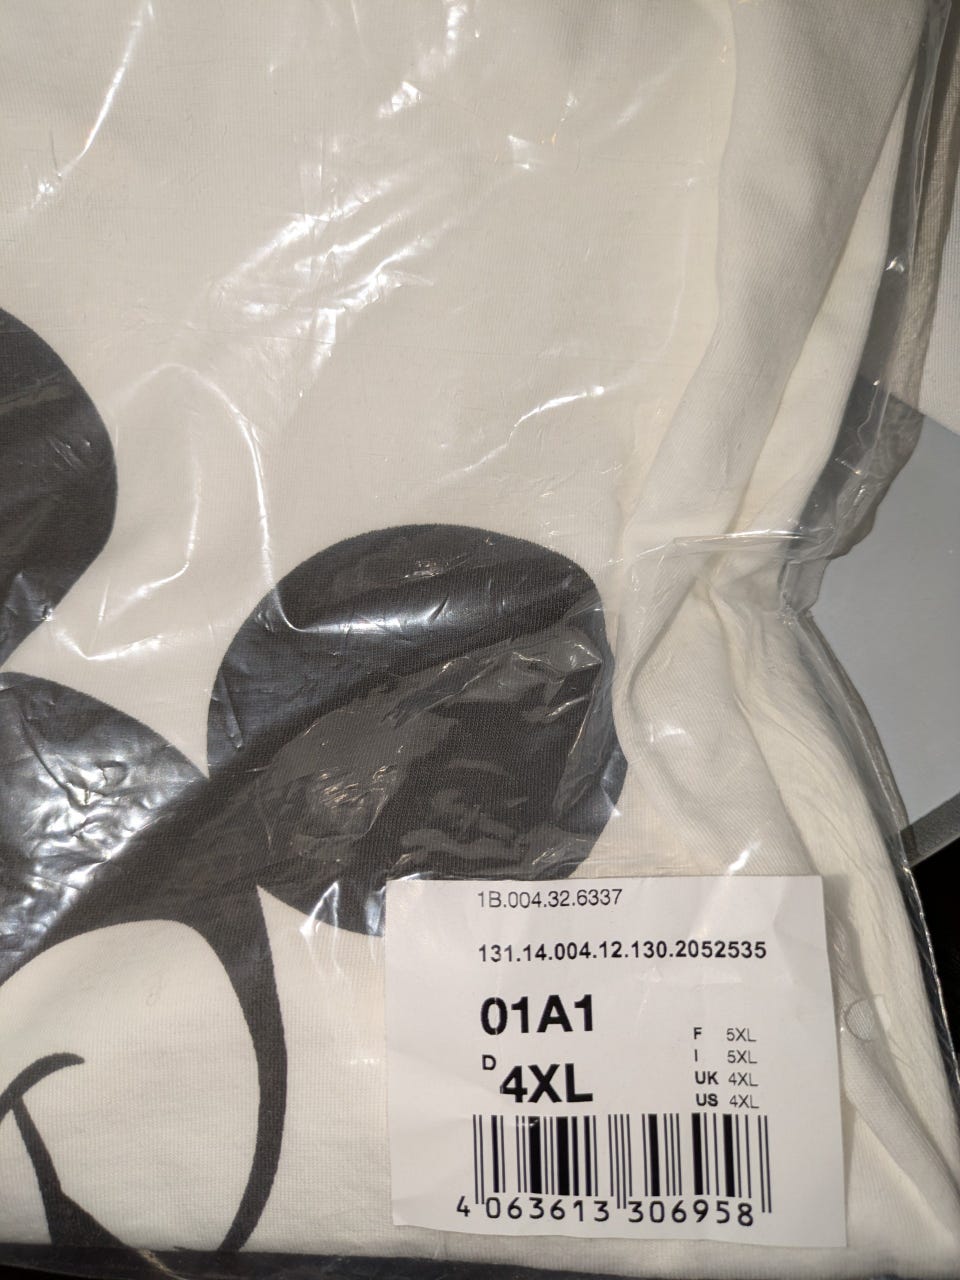 1B.004.32.6337
131.14.004.12.130.2052535
01A1
D 4XL
F 5XL
I 5XL
UK 4XL
US 4XL
4 063613 306958